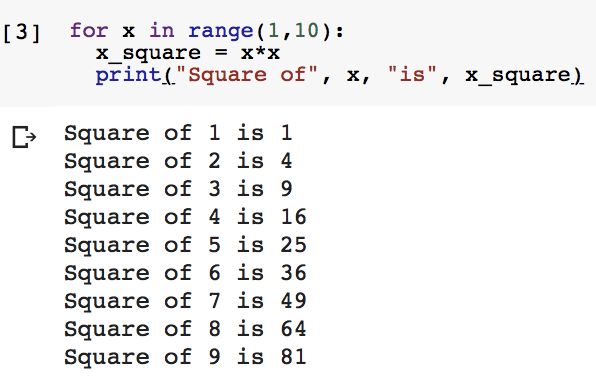 [3] for x in range(1,10):
x_square = x*x
print("Square of", x, "is", x_square)
Square of 1 is 1
Square of 2 is 4
Square of 3 is 9
Square of 4 is 16
Square of 5 is 25
Square of 6 is 36
Square of 7 is 49
Square of 8 is 64
Square of 9 is 81